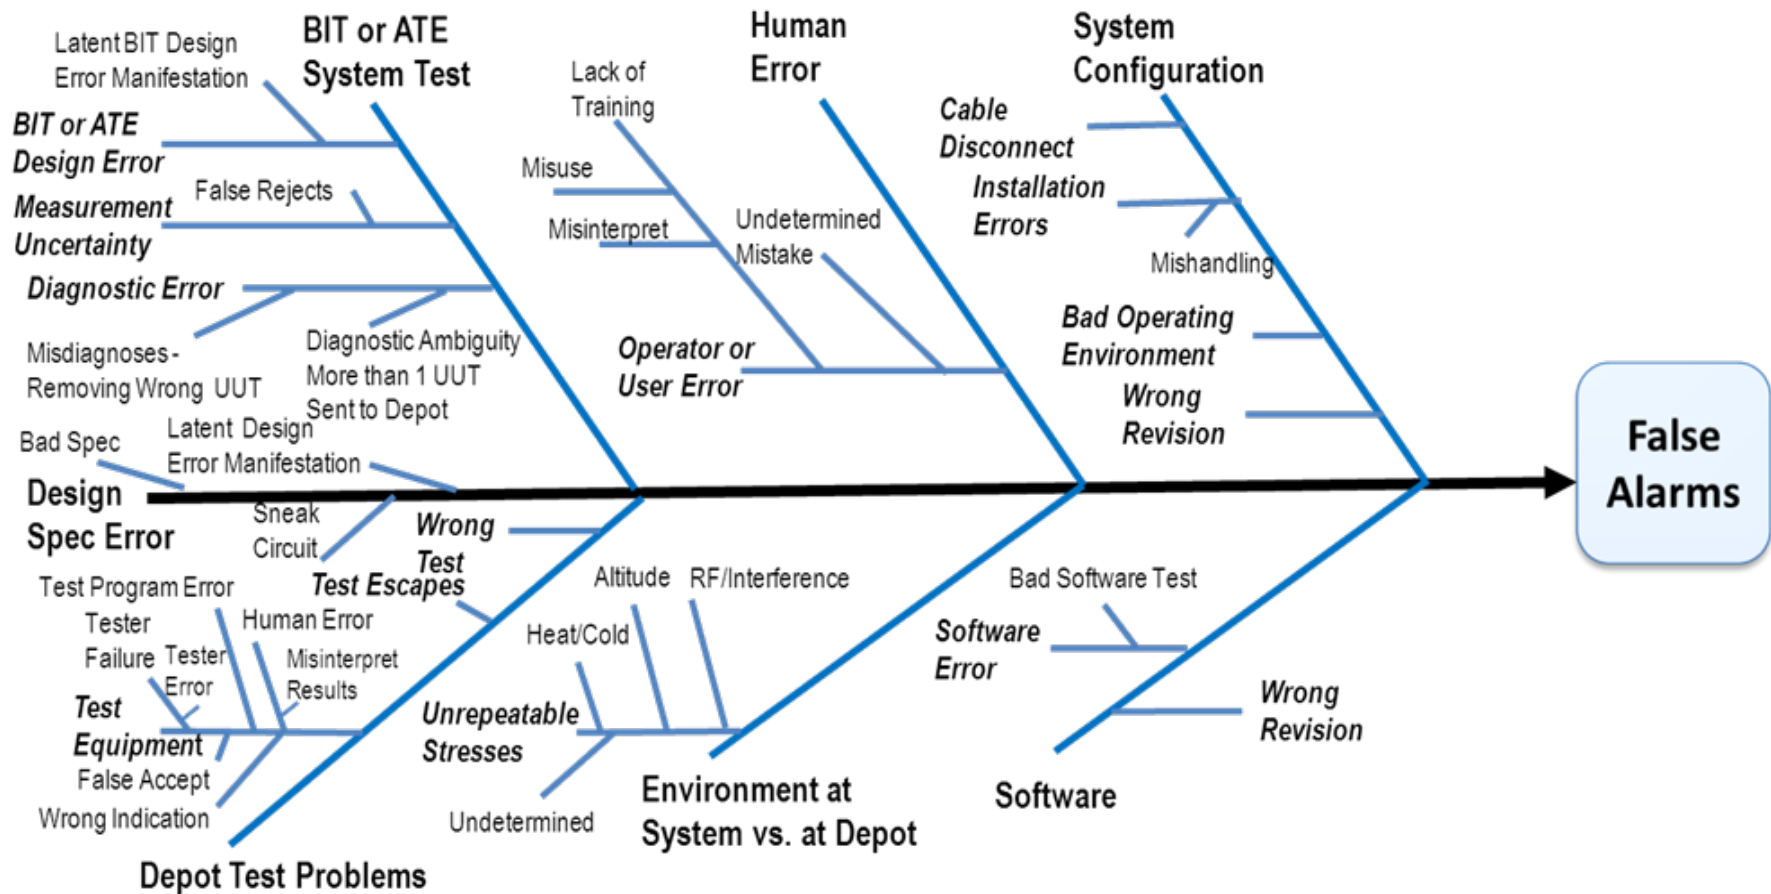 BIT or ATE
System Test
Latent BIT Design
Error Manifestation
BIT or ATE
Design Error
False Rejects
Measurement
Uncertainty
Diagnostic Error
Misdiagnoses -
Removing Wrong UUT
Diagnostic Ambiguity
More than 1 UUT
Sent to Depot
Human
Error
Lack of
Training
Misuse
Misinterpret
Undetermined
Mistake
Operator or
User Error
System
Configuration
Cable
Disconnect
Installation
Errors
Mishandling
Bad Operating
Environment
Wrong
Revision
False
Alarms
Bad Spec
Latent Design
Error Manifestation
Design
Spec Error
Sneak
Circuit
Wrong
Test
Test Escapes
Test Program Error
Tester
Failure
Tester
Error
Human Error
Misinterpret
Results
Test
Equipment
False Accept
Wrong Indication
Depot Test Problems
Altitude
RF/Interference
Heat/Cold
Unrepeatable
Stresses
Undetermined
Environment at
System vs. at Depot
Bad Software Test
Software
Error
Wrong
Revision
Software